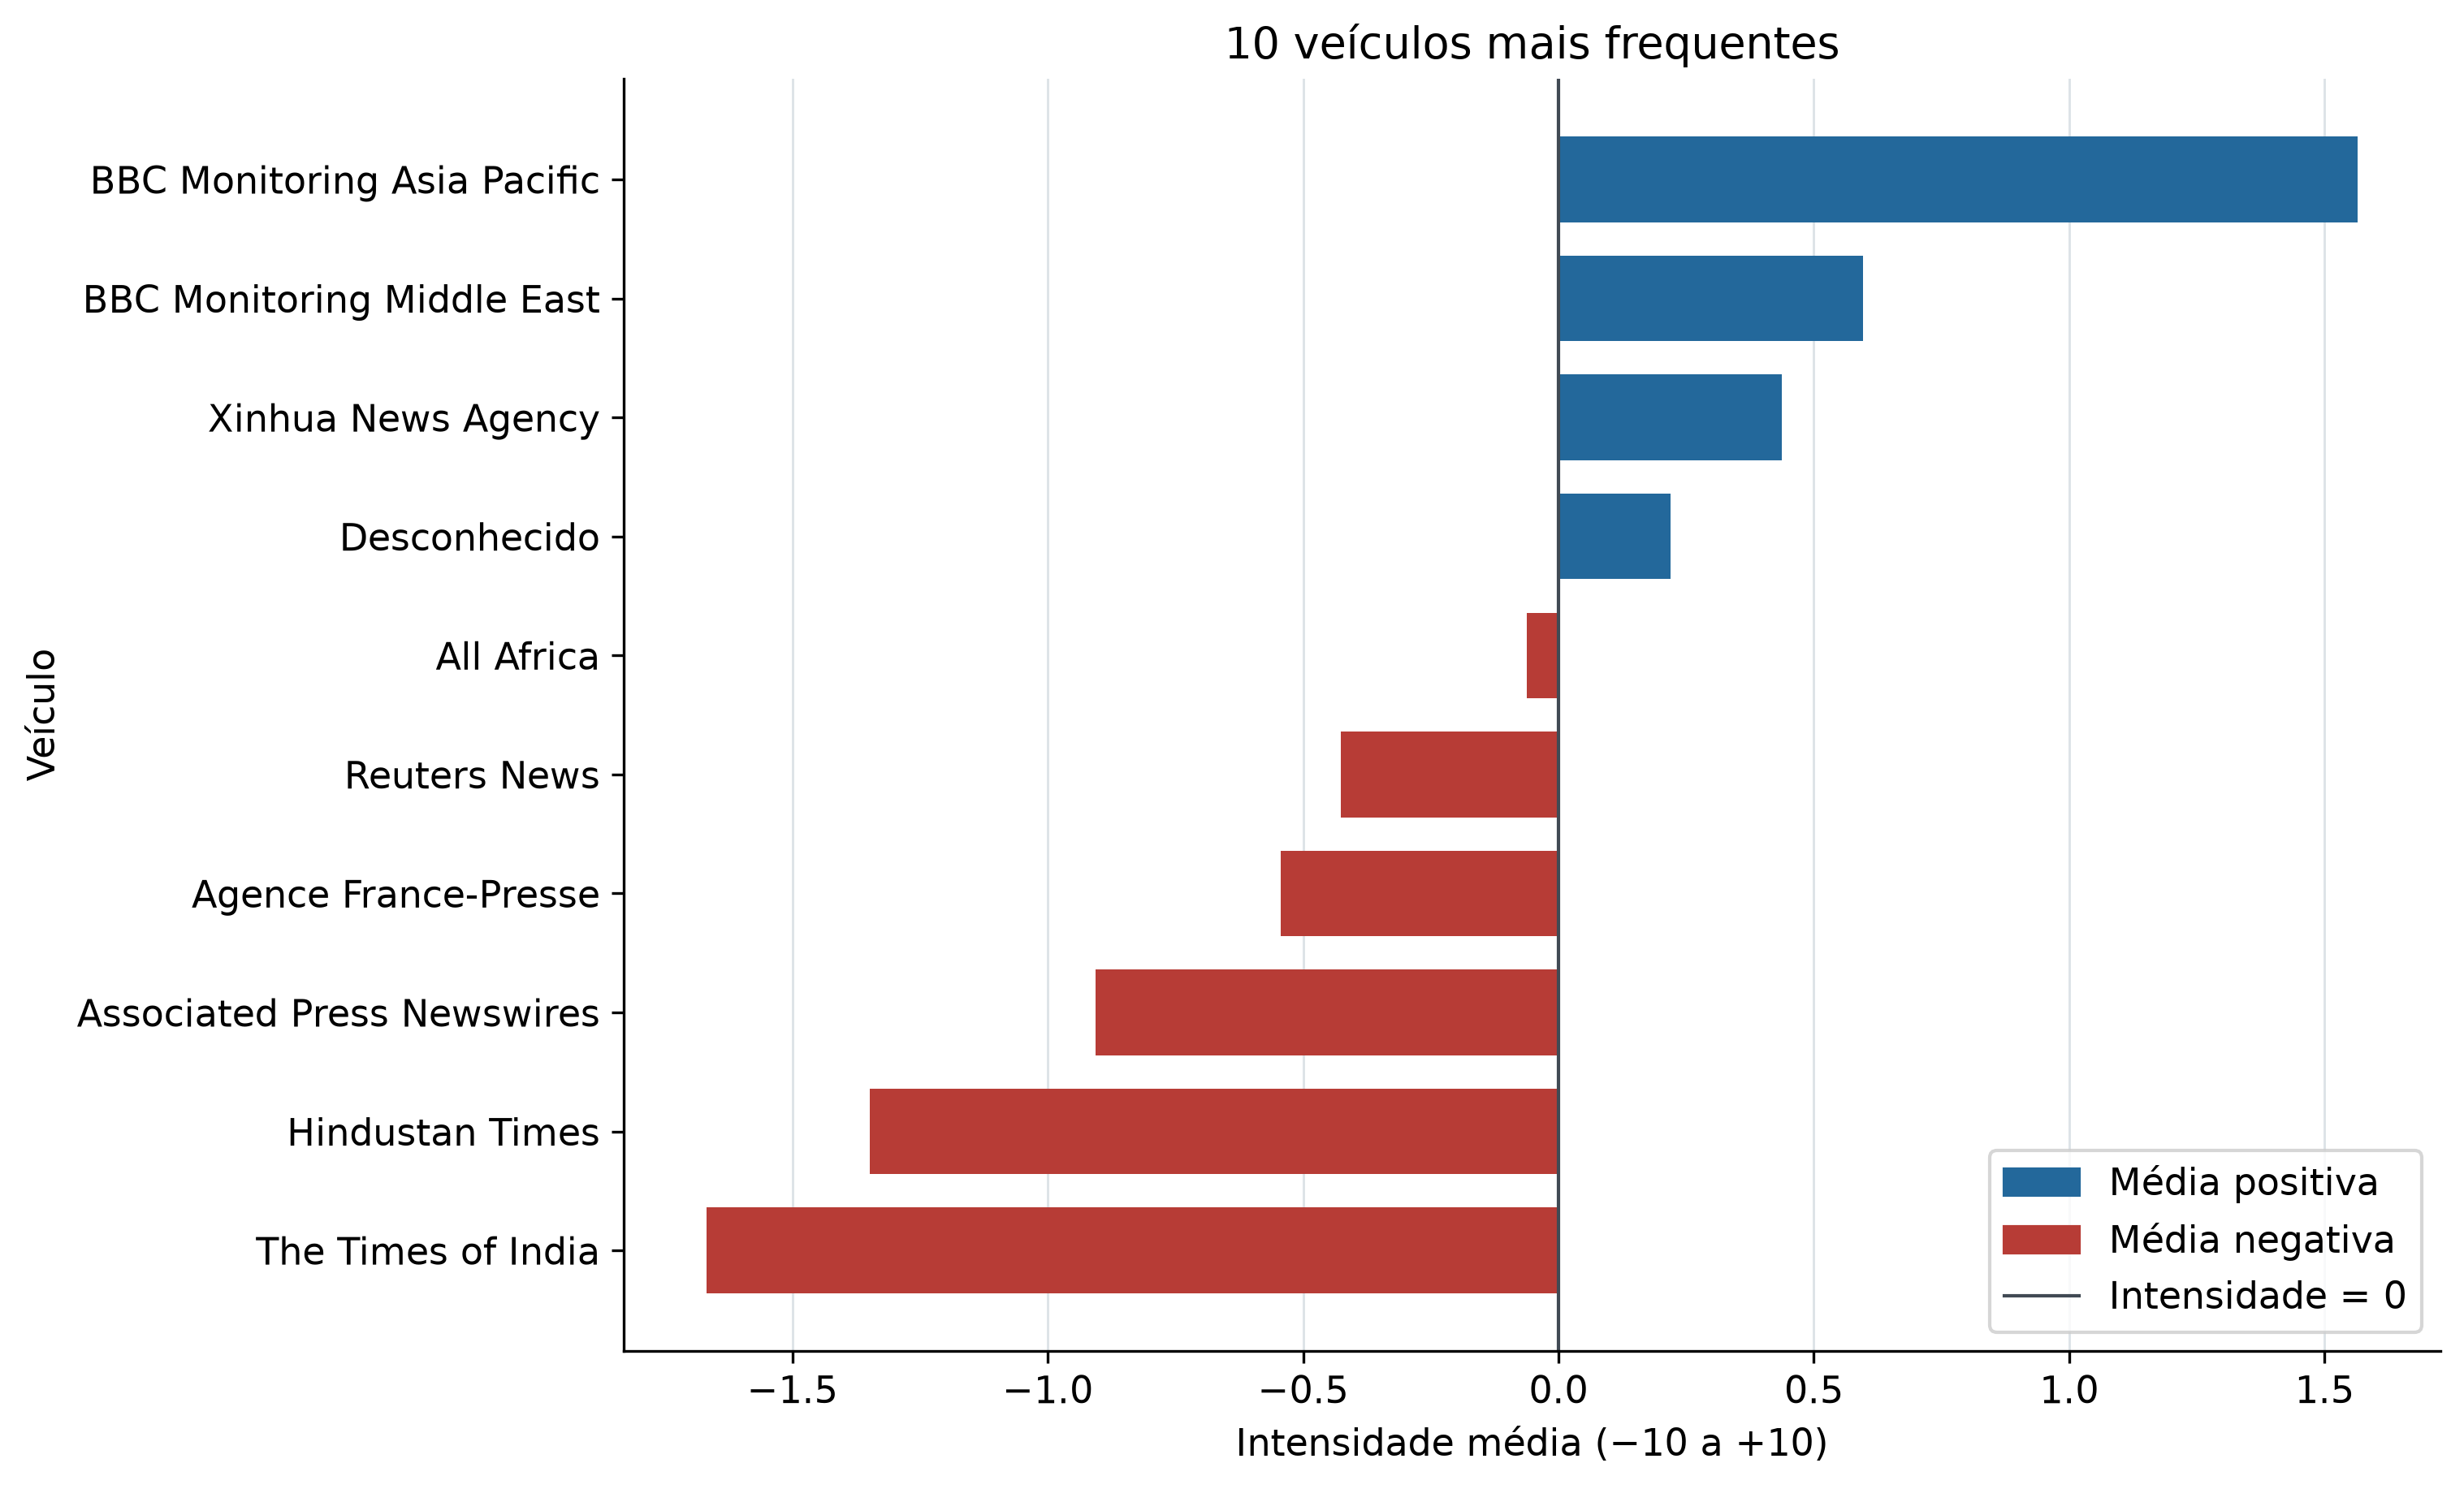 10 veículos mais frequentes
Veículo
BBC Monitoring Asia Pacific
BBC Monitoring Middle East
Xinhua News Agency
Desconhecido
All Africa
Reuters News
Agence France-Presse
Associated Press Newswires
Hindustan Times
The Times of India
Média positiva
Média negativa
Intensidade = 0
−1.5 −1.0 −0.5 0.0 0.5 1.0 1.5
Intensidade média (−10 a +10)